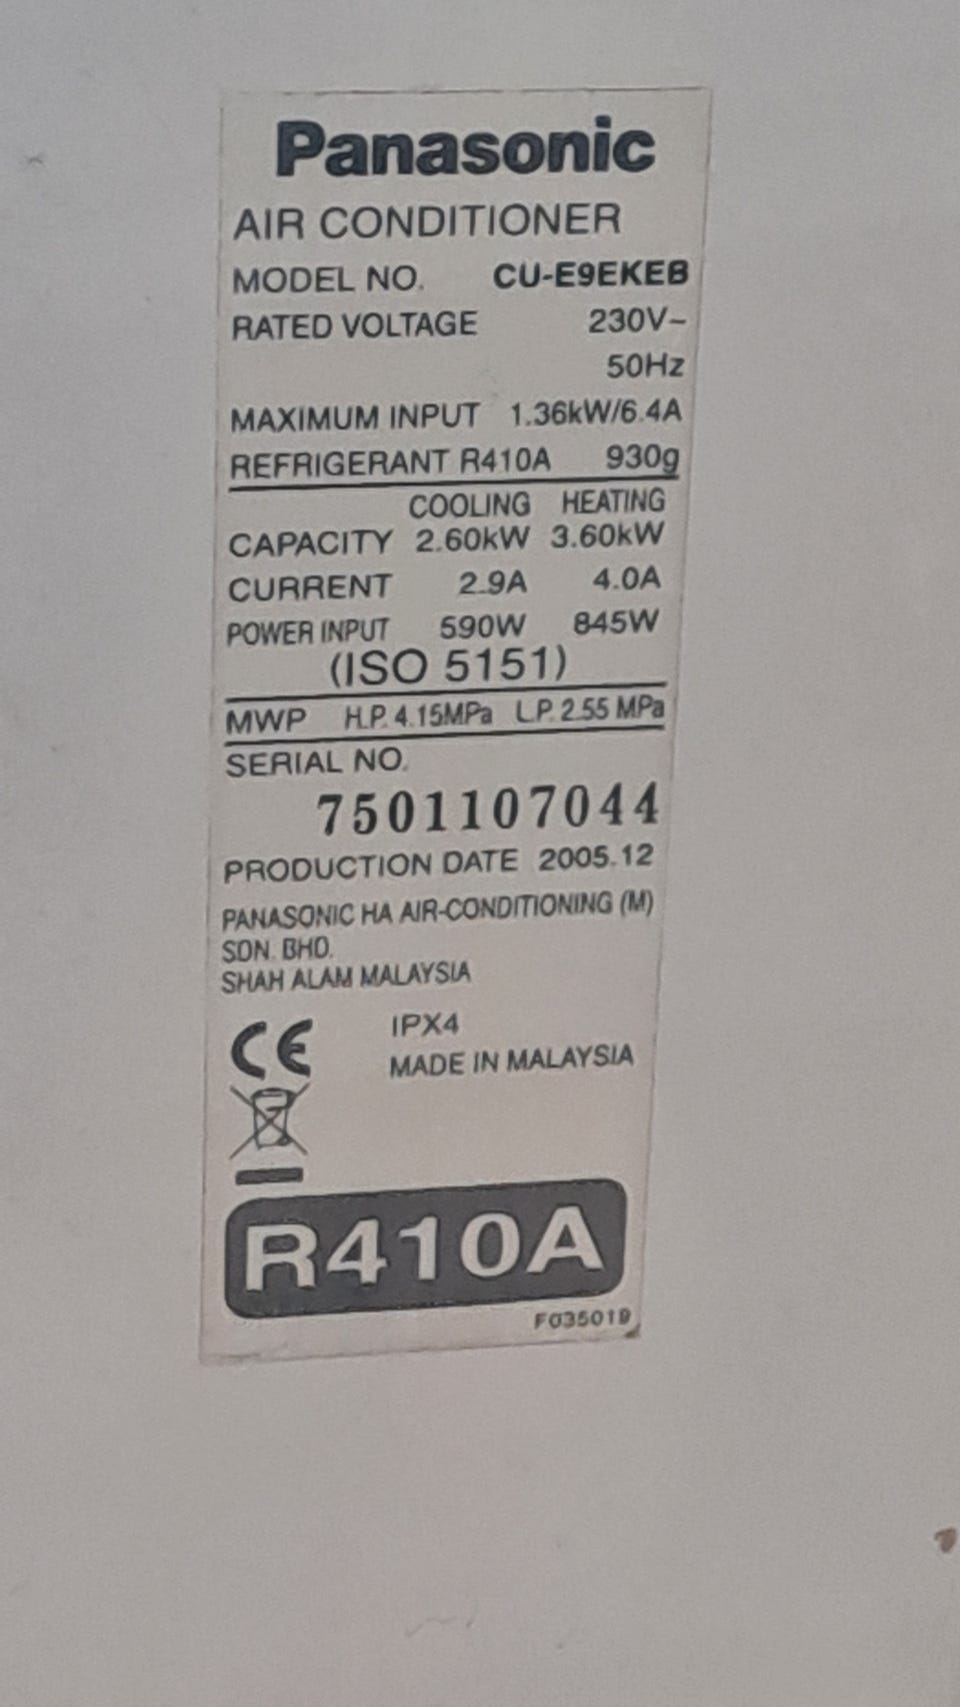 Panasonic
AIR CONDITIONER
MODEL NO. CU-E9EKEB
RATED VOLTAGE 230V~
50Hz
MAXIMUM INPUT 1.36kW/6.4A
REFRIGERANT R410A 930g
COOLING HEATING
CAPACITY 2.60kW 3.60kW
CURRENT 2.9A 4.0A
POWER INPUT 590W 845W
(ISO 5151)
MWP H.P. 4.15MPa L.P. 2.55 MPa
SERIAL NO.
7501107044
PRODUCTION DATE 2005.12
PANASONIC HA AIR-CONDITIONING (M)
SDN. BHD.
SHAH ALAM MALAYSIA
CE IPX4
MADE IN MALAYSIA
R410A
F035019